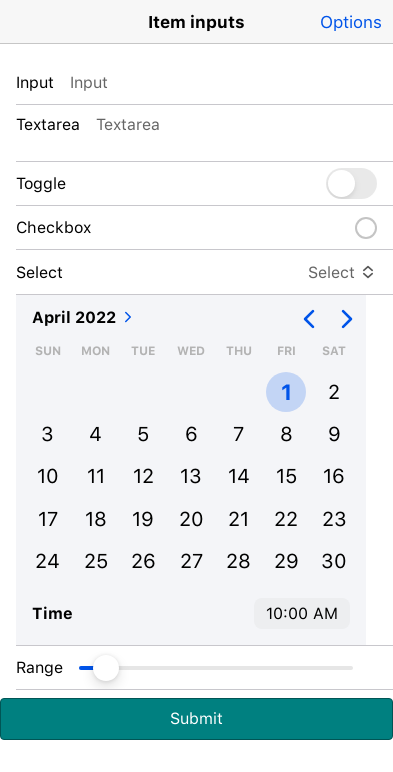 Item inputs Options
Input Input
Textarea Textarea
Toggle
Checkbox
Select Select
April 2022
SUN MON TUE WED THU FRI SAT
1 2
3 4 5 6 7 8 9
10 11 12 13 14 15 16
17 18 19 20 21 22 23
24 25 26 27 28 29 30
Time 10:00 AM
Range
Submit